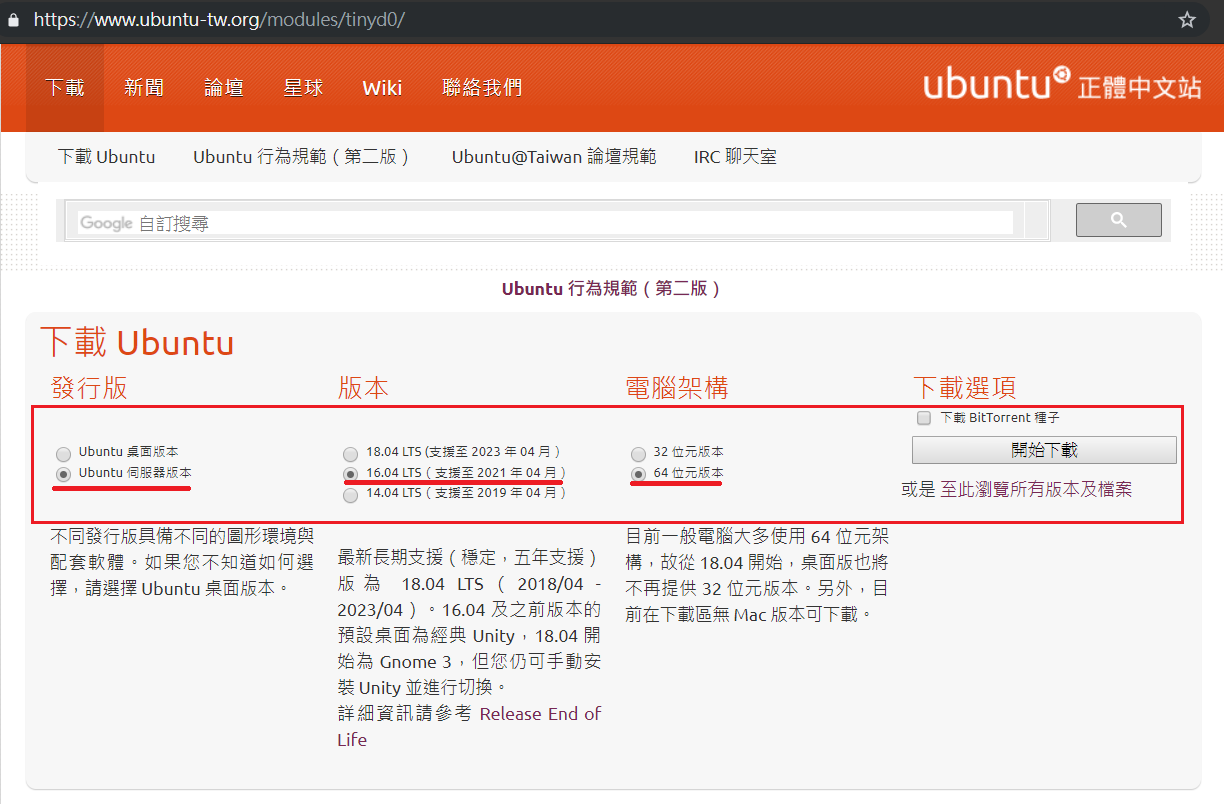 https://www.ubuntu-tw.org/modules/tinyd0/
下載 新聞 論壇 星球 Wiki 聯絡我們
ubuntu 正體中文站
下載 Ubuntu Ubuntu 行為規範 ( 第二版 ) Ubuntu@Taiwan 論壇規範 IRC 聊天室
Google 自訂搜尋
Ubuntu 行為規範 ( 第二版 )
下載 Ubuntu
發行版
Ubuntu 桌面版本
Ubuntu 伺服器版本
不同發行版具備不同的圖形環境與
配套軟體。如果您不知道如何選
擇，請選擇 Ubuntu 桌面版本。
版本
18.04 LTS (支援至 2023 年 04 月 )
16.04 LTS ( 支援至 2021 年 04 月 )
14.04 LTS ( 支援至 2019 年 04 月 )
最新長期支援 ( 穩定，五年支援 )
版為 18.04 LTS ( 2018/04 -
2023/04 ) 。16.04 及之前版本的
預設桌面為經典 Unity，18.04 開
始為 Gnome 3，但您仍可手動安
裝 Unity 並進行切換。
詳細資訊請參考 Release End of
Life
電腦架構
32 位元版本
64 位元版本
目前一般電腦大多使用 64 位元架
構，故從 18.04 開始，桌面版也將
不再提供 32 位元版本。另外，目
前在下載區無 Mac 版本可下載。
下載選項
下載 BitTorrent 種子
開始下載
或是 至此瀏覽所有版本及檔案